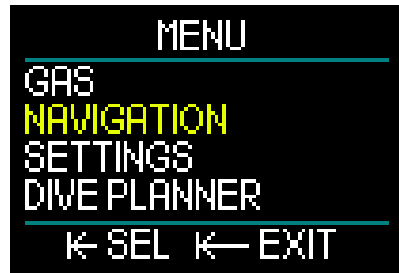 MENU
GAS
NAVIGATION
SETTINGS
DIVE PLANNER
SEL EXIT